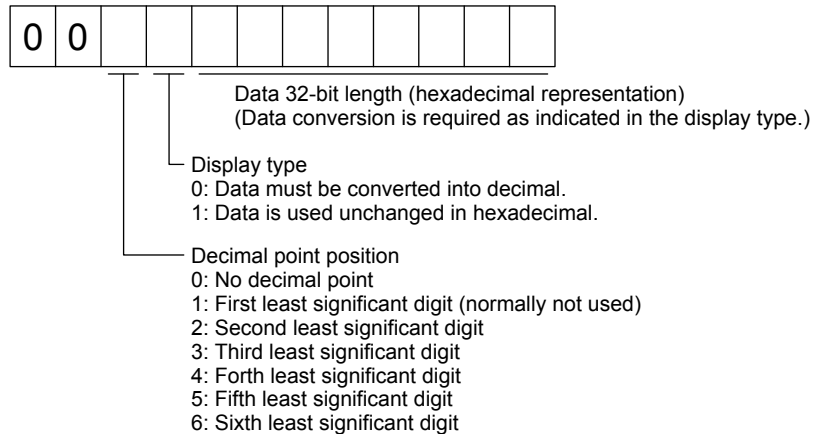 0 0
Data 32-bit length (hexadecimal representation)
(Data conversion is required as indicated in the display type.)
Display type
0: Data must be converted into decimal.
1: Data is used unchanged in hexadecimal.
Decimal point position
0: No decimal point
1: First least significant digit (normally not used)
2: Second least significant digit
3: Third least significant digit
4: Forth least significant digit
5: Fifth least significant digit
6: Sixth least significant digit